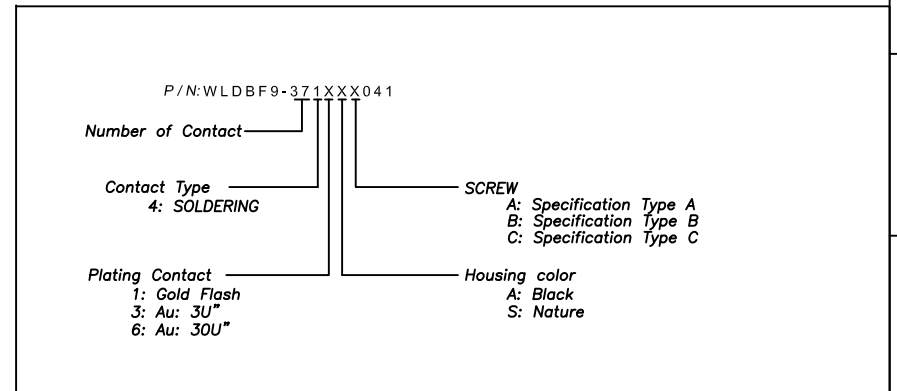 P/N:WLDBF9-371XXX041
Number of Contact
Contact Type
4: SOLDERING
SCREW
A: Specification Type A
B: Specification Type B
C: Specification Type C
Plating Contact
1: Gold Flash
3: Au: 3U"
6: Au: 30U"
Housing color
A: Black
S: Nature